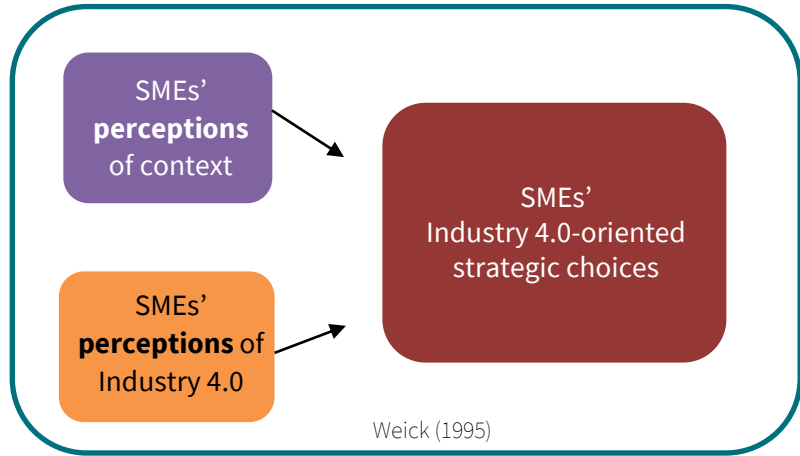 SMEs’
perceptions
of context
SMEs’
Industry 4.0-oriented
strategic choices
SMEs’
perceptions of
Industry 4.0
Weick (1995)